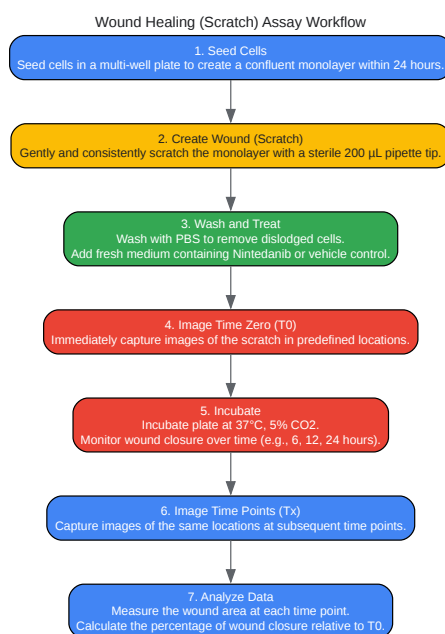 Wound Healing (Scratch) Assay Workflow
1. Seed Cells
Seed cells in a multi-well plate to create a confluent monolayer within 24 hours.
2. Create Wound (Scratch)
Gently and consistently scratch the monolayer with a sterile 200 µL pipette tip.
3. Wash and Treat
Wash with PBS to remove dislodged cells.
Add fresh medium containing Nintedanib or vehicle control.
4. Image Time Zero (T0)
Immediately capture images of the scratch in predefined locations.
5. Incubate
Incubate plate at 37°C, 5% CO2.
Monitor wound closure over time (e.g., 6, 12, 24 hours).
6. Image Time Points (Tx)
Capture images of the same locations at subsequent time points.
7. Analyze Data
Measure the wound area at each time point.
Calculate the percentage of wound closure relative to T0.